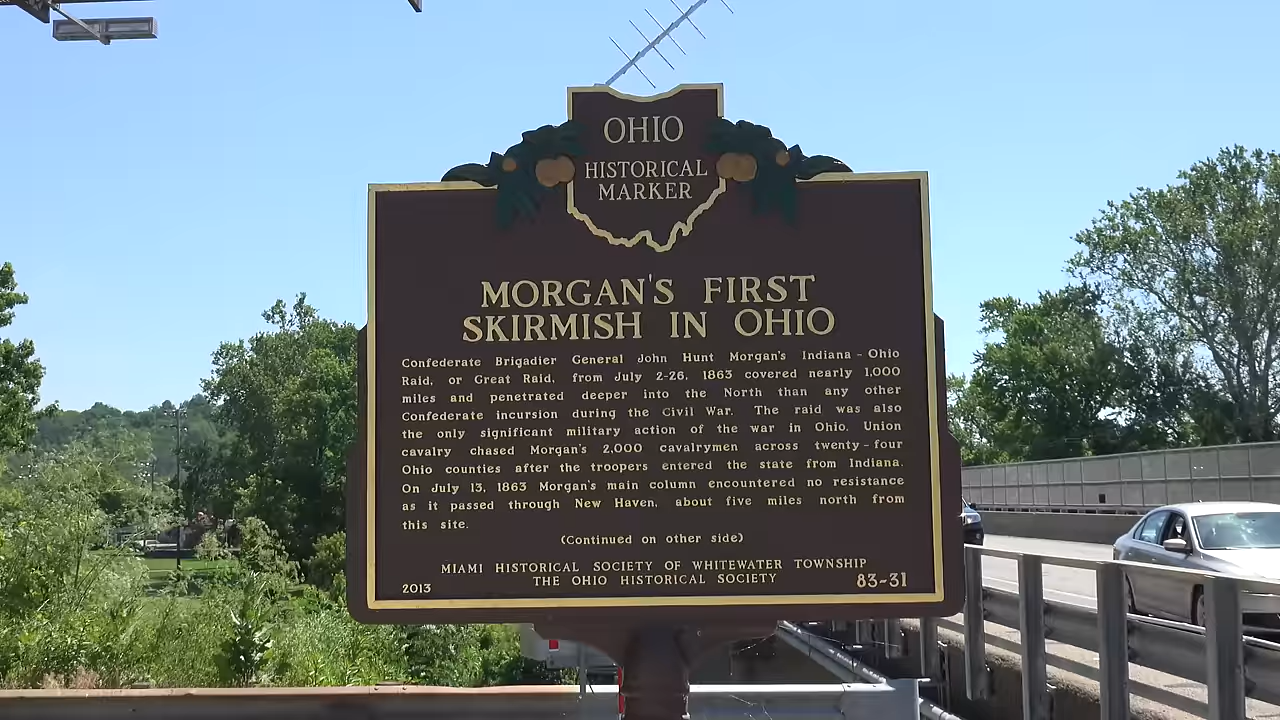 OHIO
HISTORICAL
MARKER
MORGAN'S FIRST
SKIRMISH IN OHIO
Confederate Brigadier General John Hunt Morgan's Indiana-Ohio
Raid, or Great Raid, from July 2-26, 1863 covered nearly 1,000
miles and penetrated deeper into the North than any other
Confederate incursion during the Civil War. The raid was also
the only significant military action of the war in Ohio. Union
cavalry chased Morgan's 2,000 cavalrymen across twenty-four
Ohio counties after the troopers entered the state from Indiana.
On July 13, 1863 Morgan's main column encountered no resistance
as it passed through New Haven, about five miles north from
this site.
(Continued on other side)
MIAMI HISTORICAL SOCIETY OF WHITEWATER TOWNSHIP
THE OHIO HISTORICAL SOCIETY
2013
83-31